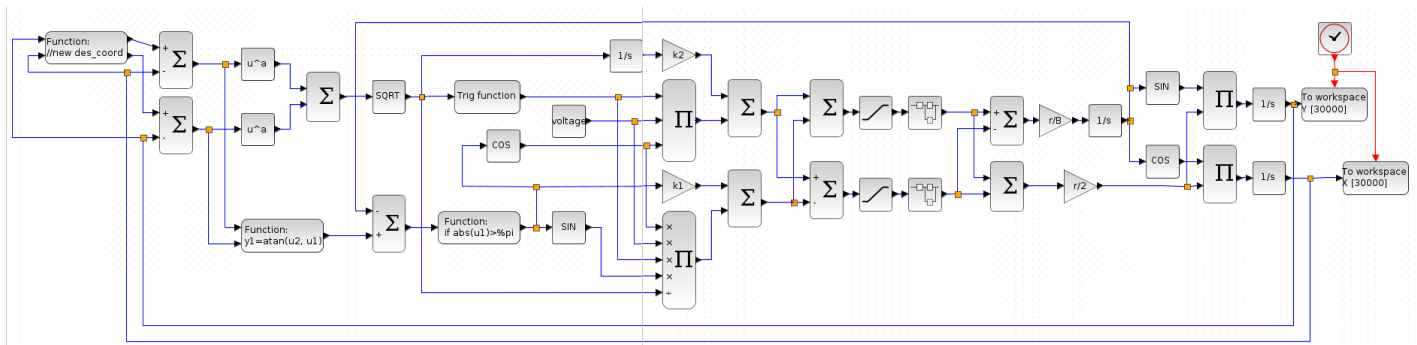 Function:
//new des_coord
+
Σ
-
u^a
+
Σ
-
u^a
Σ
SQRT
Trig function
1/s
k2
voltage
COS
Π
Σ
Σ
+
Σ
-
r/B
1/s
SIN
Π
1/s
To workspace
Y [30000]
COS
Π
1/s
To workspace
X [30000]
k1
Σ
+
Σ
-
Σ
r/2
Function:
y1=atan(u2, u1)
-
Σ
+
Function:
if abs(u1)>%pi
SIN
×
×
Π
×
×
÷